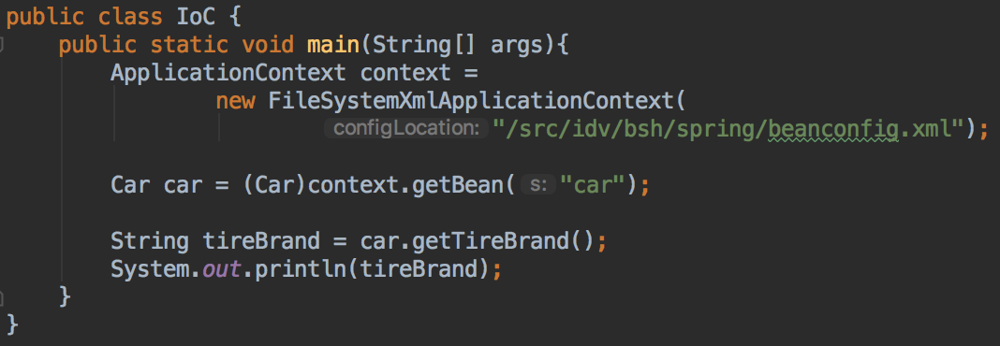 public class IoC {
public static void main(String[] args){
ApplicationContext context =
new FileSystemXmlApplicationContext(
configLocation: "/src/idv/bsh/spring/beanconfig.xml");
Car car = (Car)context.getBean( s: "car");
String tireBrand = car.getTireBrand();
System.out.println(tireBrand);
}
}